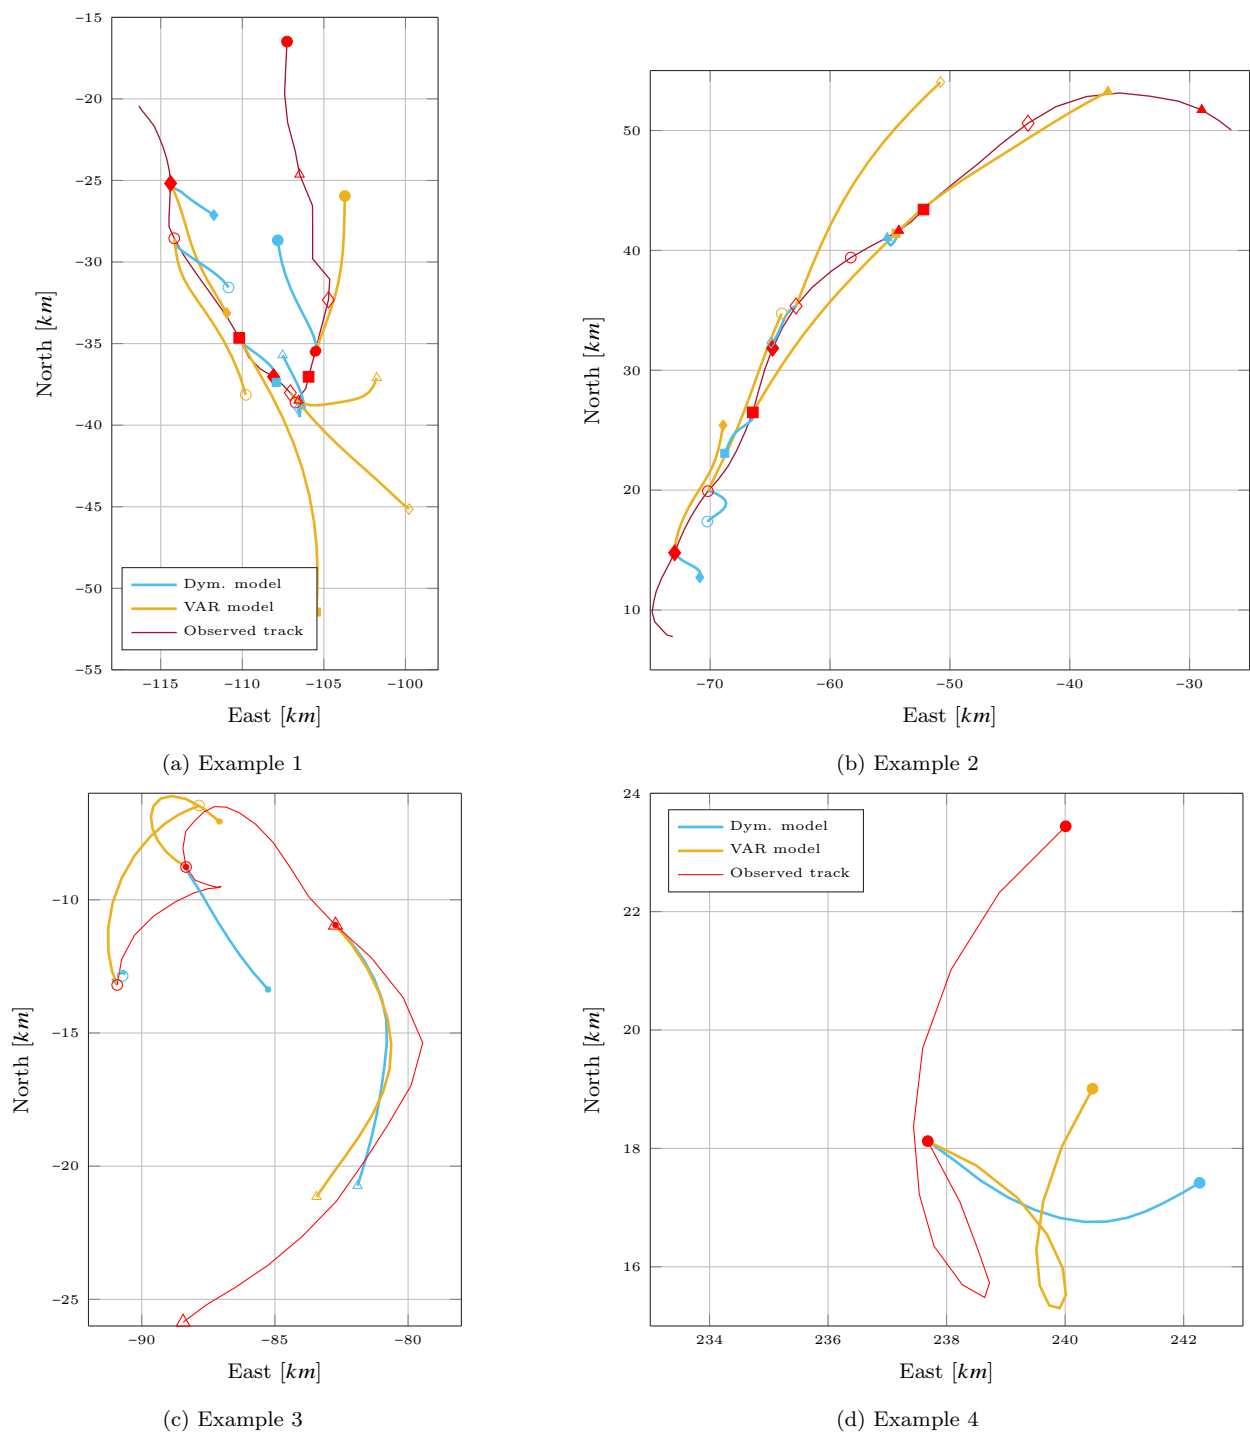 −15
−20
−25
−30
−35
−40
−45
−50
−55
North [km]
−115 −110 −105 −100
East [km]
Dym. model
VAR model
Observed track
(a) Example 1
50
40
30
20
10
North [km]
−70 −60 −50 −40 −30
East [km]
(b) Example 2
−10
−15
−20
−25
North [km]
−90 −85 −80
East [km]
(c) Example 3
24
22
20
18
16
North [km]
234 236 238 240 242
East [km]
Dym. model
VAR model
Observed track
(d) Example 4